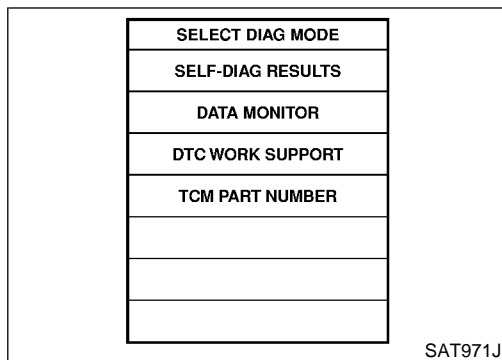 SELECT DIAG MODE
SELF-DIAG RESULTS
DATA MONITOR
DTC WORK SUPPORT
TCM PART NUMBER
SAT971J